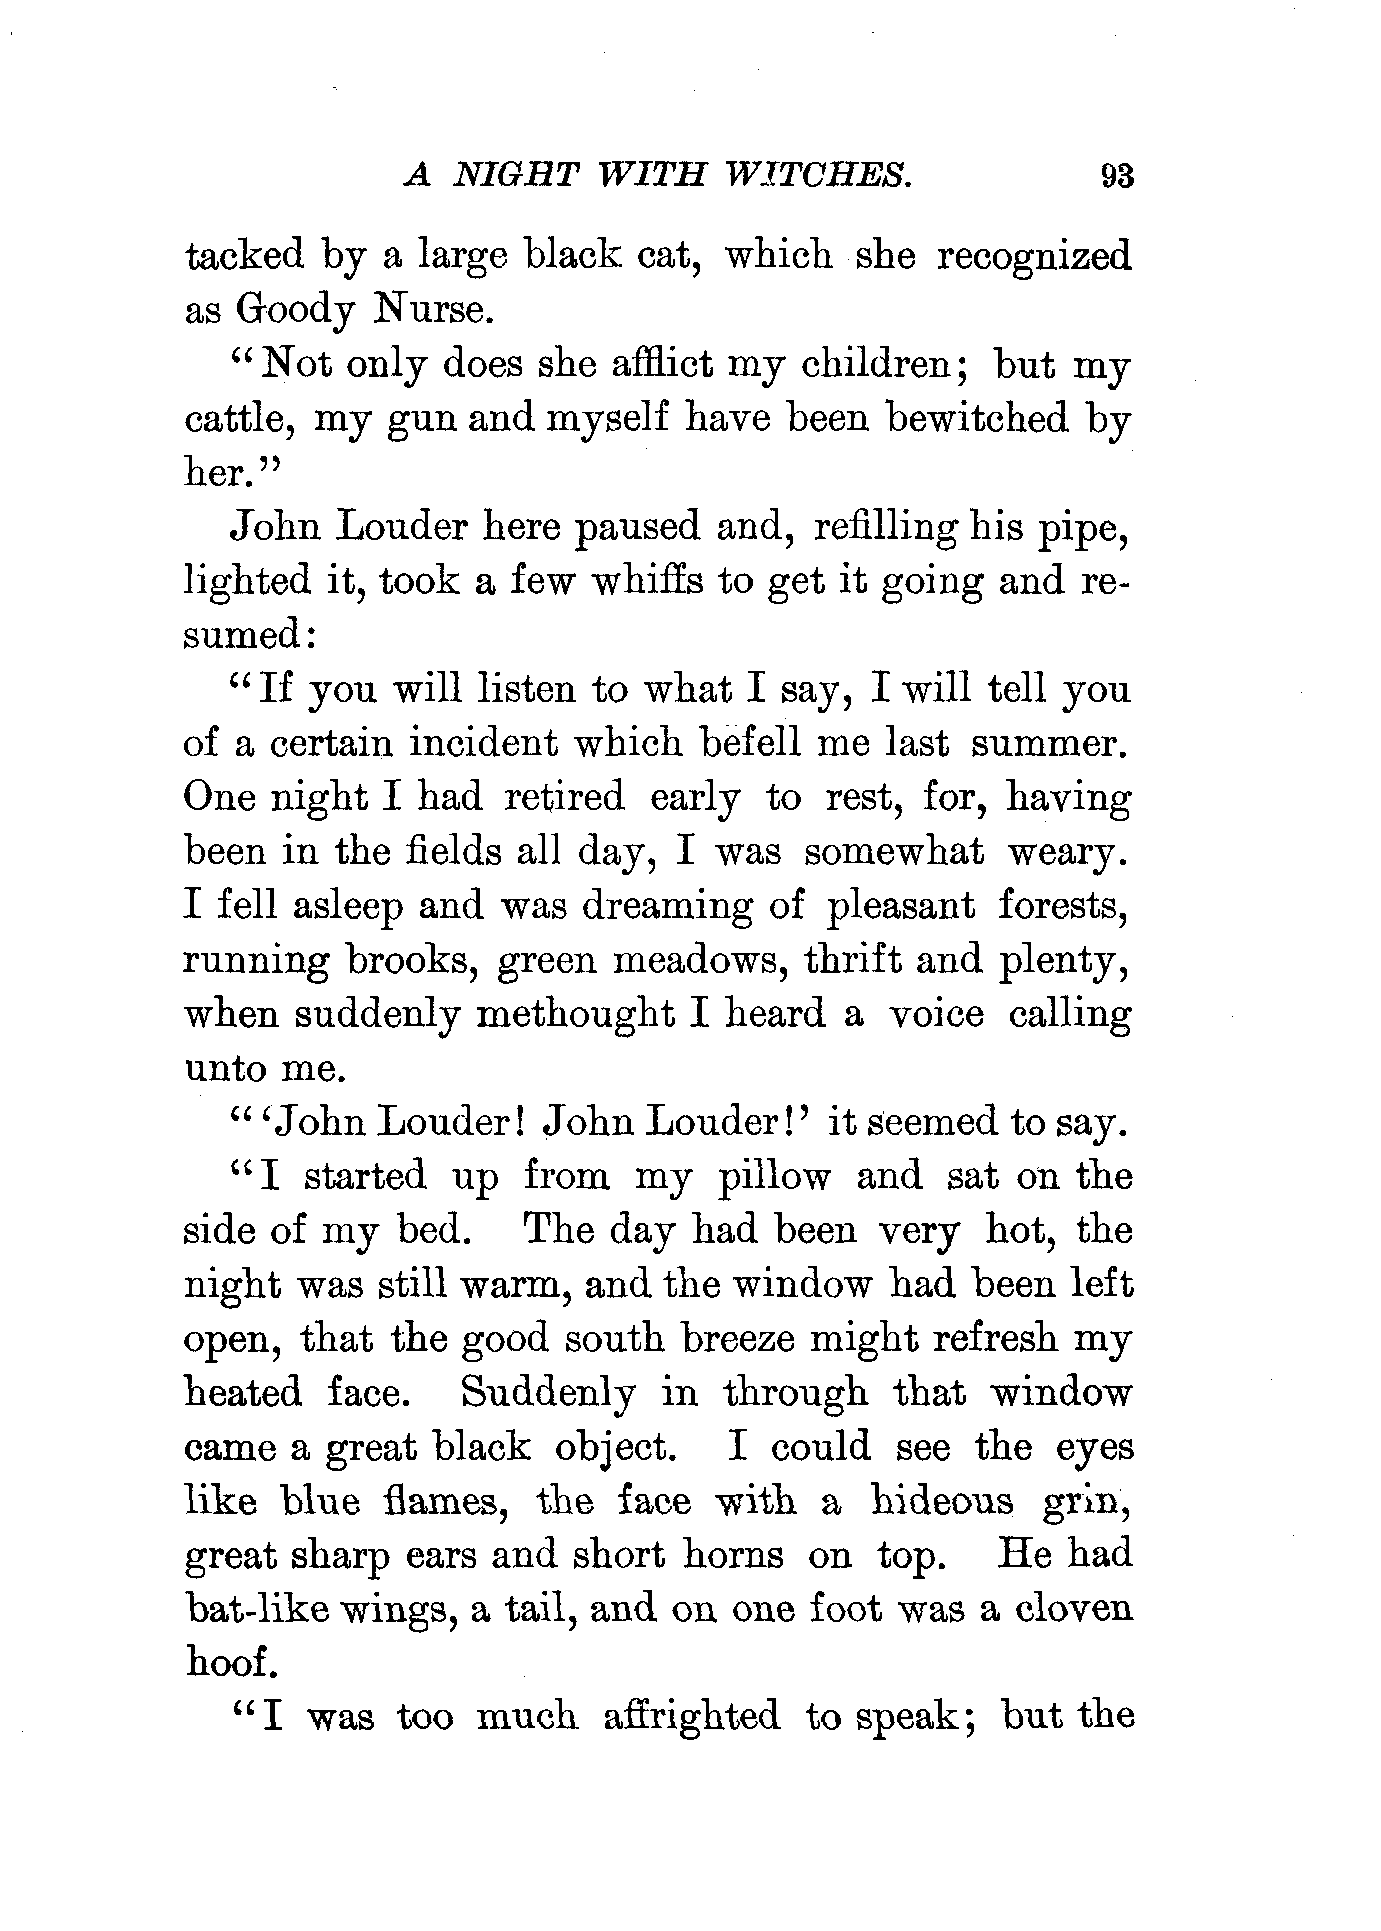 A NIGHT WITH WITCHES. 93
tacked by a large black cat, which she recognized
as Goody Nurse.
"Not only does she afflict my children; but my
cattle, my gun and myself have been bewitched by
her."
John Louder here paused and, refilling his pipe,
lighted it, took a few whiffs to get it going and re-
sumed:
"If you will listen to what I say, I will tell you
of a certain incident which befell me last summer.
One night I had retired early to rest, for, having
been in the fields all day, I was somewhat weary.
I fell asleep and was dreaming of pleasant forests,
running brooks, green meadows, thrift and plenty,
when suddenly methought I heard a voice calling
unto me.
"'John Louder! John Louder!' it seemed to say.
"I started up from my pillow and sat on the
side of my bed. The day had been very hot, the
night was still warm, and the window had been left
open, that the good south breeze might refresh my
heated face. Suddenly in through that window
came a great black object. I could see the eyes
like blue flames, the face with a hideous grin,
great sharp ears and short horns on top. He had
bat-like wings, a tail, and on one foot was a cloven
hoof.
"I was too much affrighted to speak; but the